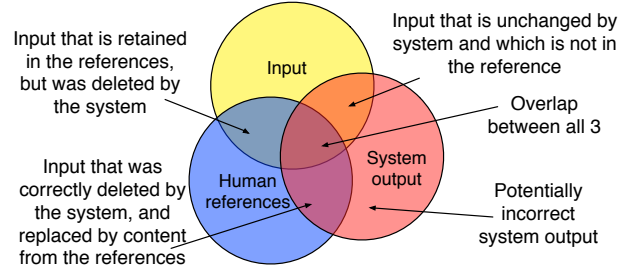 Input that is retained
in the references,
but was deleted by
the system
Input
Input that is unchanged by
system and which is not in
the reference
Overlap
between all 3
Input that was
correctly deleted by
the system, and
replaced by content
from the references
Human
references
System
output
Potentially
incorrect
system output